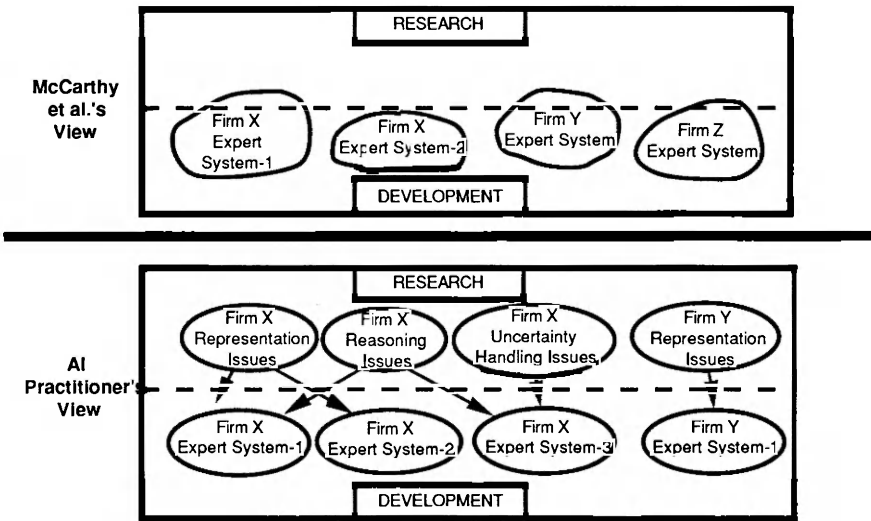 RESEARCH
McCarthy
et al.'s
View
Firm X
Expert
System-1
Firm X
Expert System-2
Firm Y
Expert System
Firm Z
Expert System
DEVELOPMENT
RESEARCH
AI
Practitioner's
View
Firm X
Representation
Issues
Firm X
Reasoning
Issues
Firm X
Uncertainty
Handling Issues
Firm Y
Representation
Issues
Firm X
Expert System-1
Firm X
Expert System-2
Firm X
Expert System-3
Firm Y
Expert System-1
DEVELOPMENT